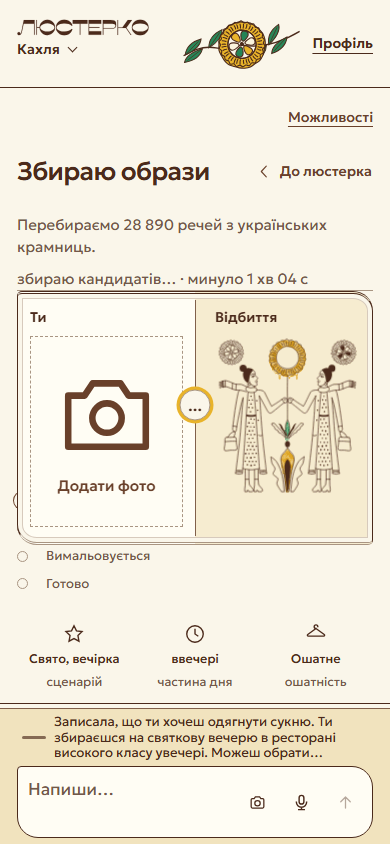 ЛЮСТЕРКО
Кахля
Профіль
Можливості
Збираю образи
До люстерка
Перебираємо 28 890 речей з українських
крамниць.
збираю кандидатів… · минуло 1 хв 04 с
Ти
Відбиття
...
Додати фото
Вимальовується
Готово
Свято, вечірка
ввечері
Ошатне
сценарій
частина дня
ошатність
Записала, що ти хочеш одягнути сукню. Ти
збираєшся на святкову вечерю в ресторані
високого класу увечері. Можеш обрати…
Напиши…